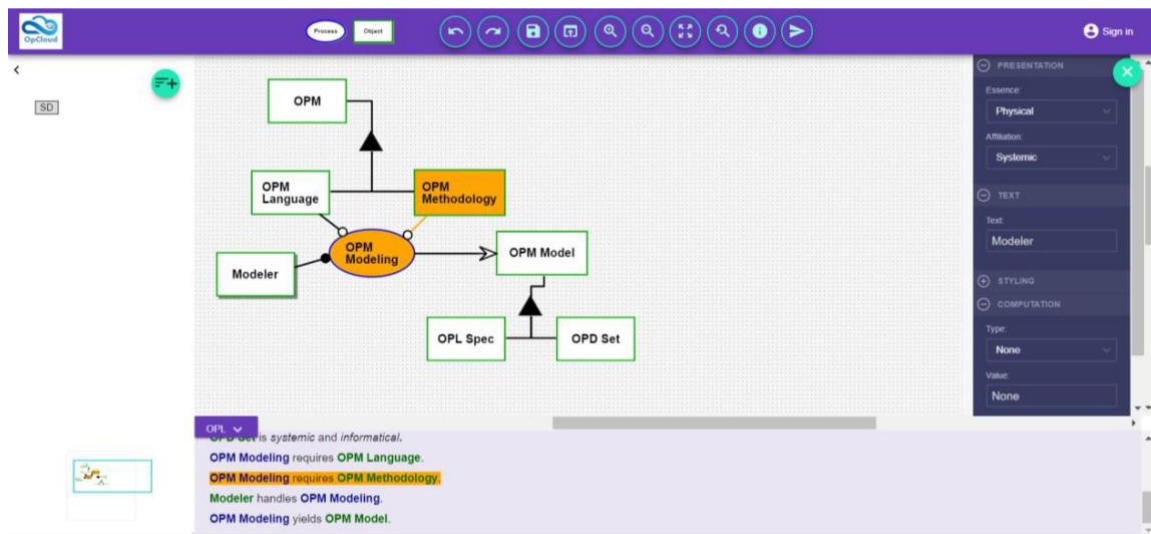 OpCloud
Process
Object
Sign in
SD
OPM
OPM
Language
OPM
Methodology
OPM
Modeling
Modeler
OPM Model
OPL Spec
OPD Set
PRESENTATION
Essence:
Physical
Affiliation:
Systemic
TEXT
Text:
Modeler
STYLING
COMPUTATION
Type:
None
Value:
None
OPL
OPD Set is systemic and informatical.
OPM Modeling requires OPM Language.
OPM Modeling requires OPM Methodology.
Modeler handles OPM Modeling.
OPM Modeling yields OPM Model.